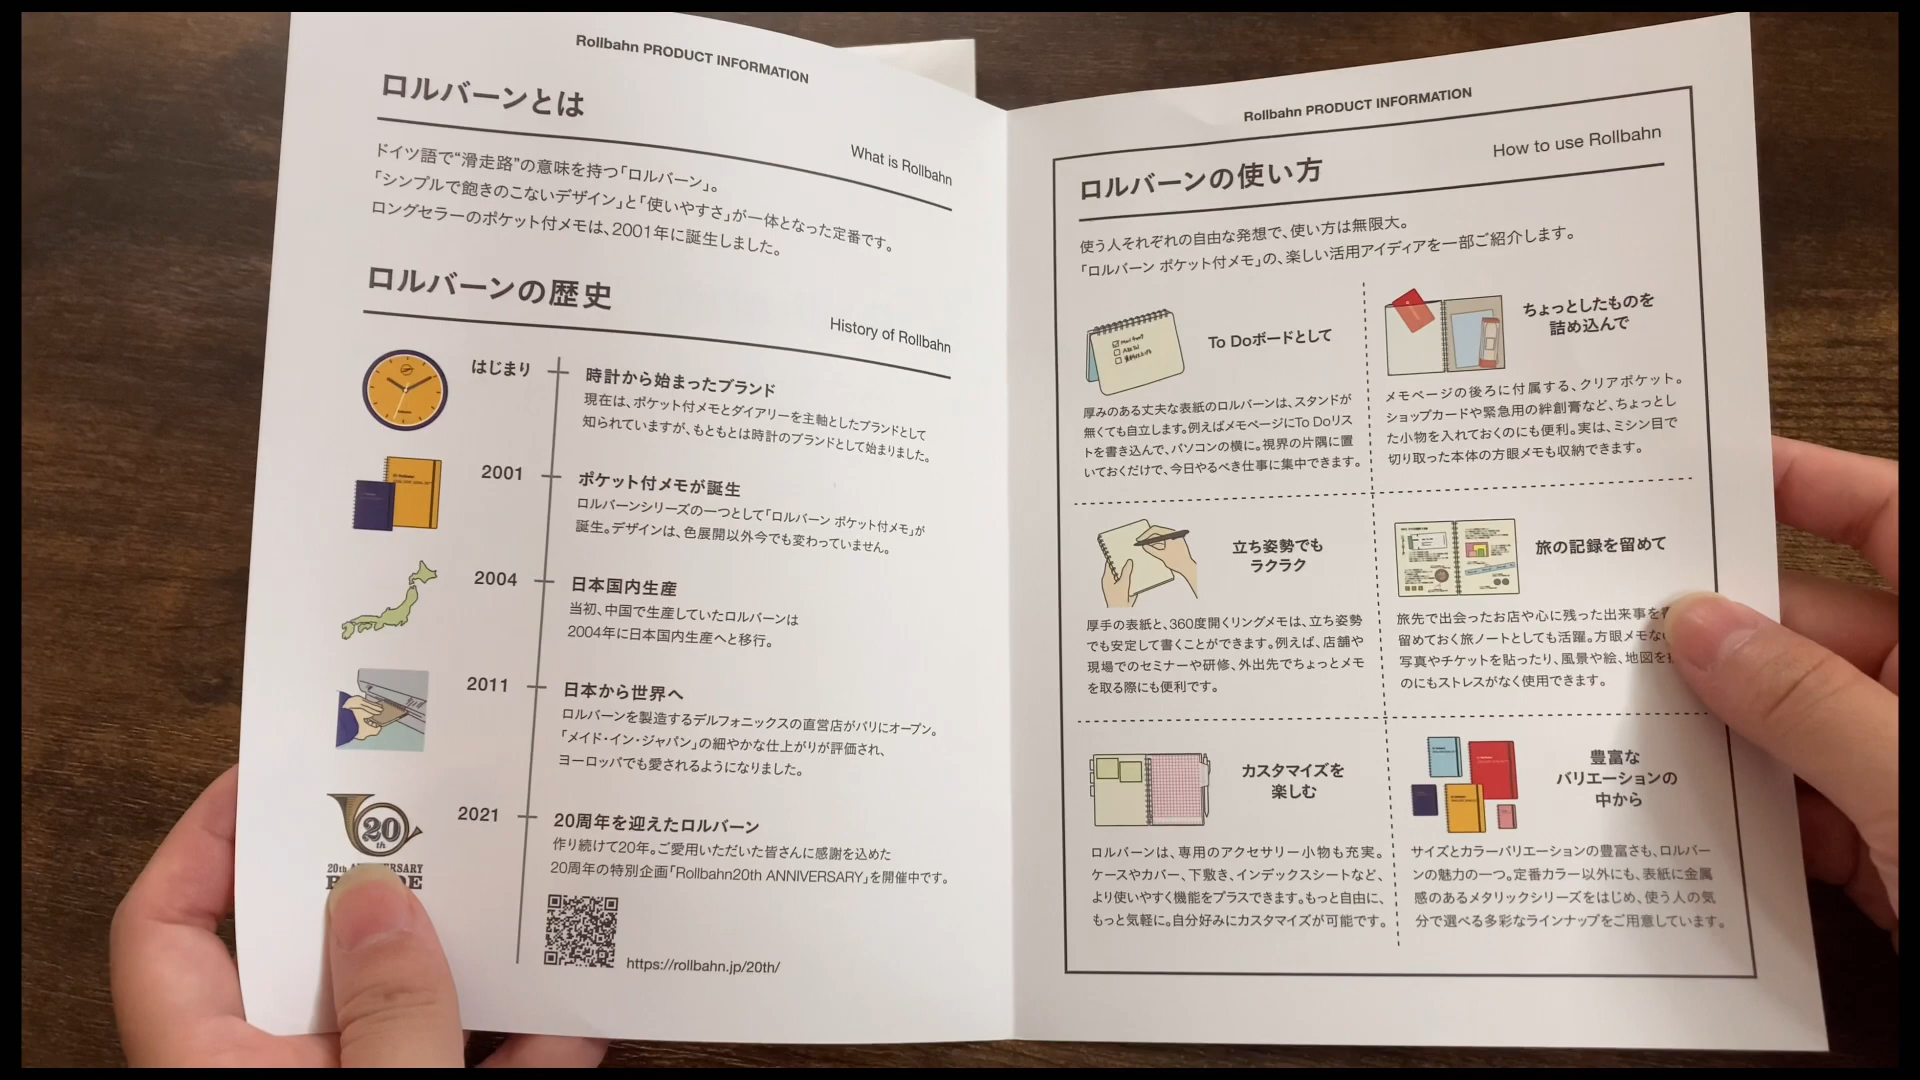 Rollbahn PRODUCT INFORMATION
ロルバーンとは
What is Rollbahn
ドイツ語で“滑走路”の意味を持つ「ロルバーン」。
「シンプルで飽きのこないデザイン」と「使いやすさ」が一体となった定番です。
ロングセラーのポケット付メモは、2001年に誕生しました。
ロルバーンの歴史
History of Rollbahn
はじまり
時計から始まったブランド
現在は、ポケット付メモとダイアリーを主軸としたブランドとして
知られていますが、もともとは時計のブランドとして始まりました。
2001
ポケット付メモが誕生
ロルバーンシリーズの一つとして「ロルバーン ポケット付メモ」が
誕生。デザインは、色展開以外今でも変わっていません。
2004
日本国内生産
当初、中国で生産していたロルバーンは
2004年に日本国内生産へと移行。
2011
日本から世界へ
ロルバーンを製造するデルフォニックスの直営店がパリにオープン。
「メイド・イン・ジャパン」の細やかな仕上がりが評価され、
ヨーロッパでも愛されるようになりました。
20th
20th
2021
20周年を迎えたロルバーン
作り続けて20年。ご愛用いただいた皆さんに感謝を込めた
20周年の特別企画「Rollbahn20th ANNIVERSARY」を開催中です。
https://rollbahn.jp/20th/
Rollbahn PRODUCT INFORMATION
ロルバーンの使い方
How to use Rollbahn
使う人それぞれの自由な発想で、使い方は無限大。
「ロルバーン ポケット付メモ」の、楽しい活用アイディアを一部ご紹介します。
To Doボードとして
厚みのある丈夫な表紙のロルバーンは、スタンドが
無くても自立します。例えばメモページにTo Doリス
トを書き込んで、パソコンの横に。視界の片隅に置
いておくだけで、今日やるべき仕事に集中できます。
ちょっとしたものを
詰め込んで
メモページの後ろに付属する、クリアポケット。
ショップカードや緊急用の絆創膏など、ちょっとし
た小物を入れておくのにも便利。実は、ミシン目で
切り取った本体の方眼メモも収納できます。
立ち姿勢でも
ラクラク
厚手の表紙と、360度開くリングメモは、立ち姿勢
でも安定して書くことができます。例えば、店舗や
現場でのセミナーや研修、外出先でちょっとメモ
を取る際にも便利です。
旅の記録を留めて
旅先で出会ったお店や心に残った出来事を
留めておく旅ノートとしても活躍。方眼メモな
写真やチケットを貼ったり、風景や絵、地図を
のにもストレスがなく使用できます。
カスタマイズを
楽しむ
ロルバーンは、専用のアクセサリー小物も充実。
ケースやカバー、下敷き、インデックスシートなど、
より使いやすく機能をプラスできます。もっと自由に、
もっと気軽に。自分好みにカスタマイズが可能です。
豊富な
バリエーションの
中から
サイズとカラーバリエーションの豊富さも、ロルバー
ンの魅力の一つ。定番カラー以外にも、表紙に金属
感のあるメタリックシリーズをはじめ、使う人の気
分で選べる多彩なラインナップをご用意しています。